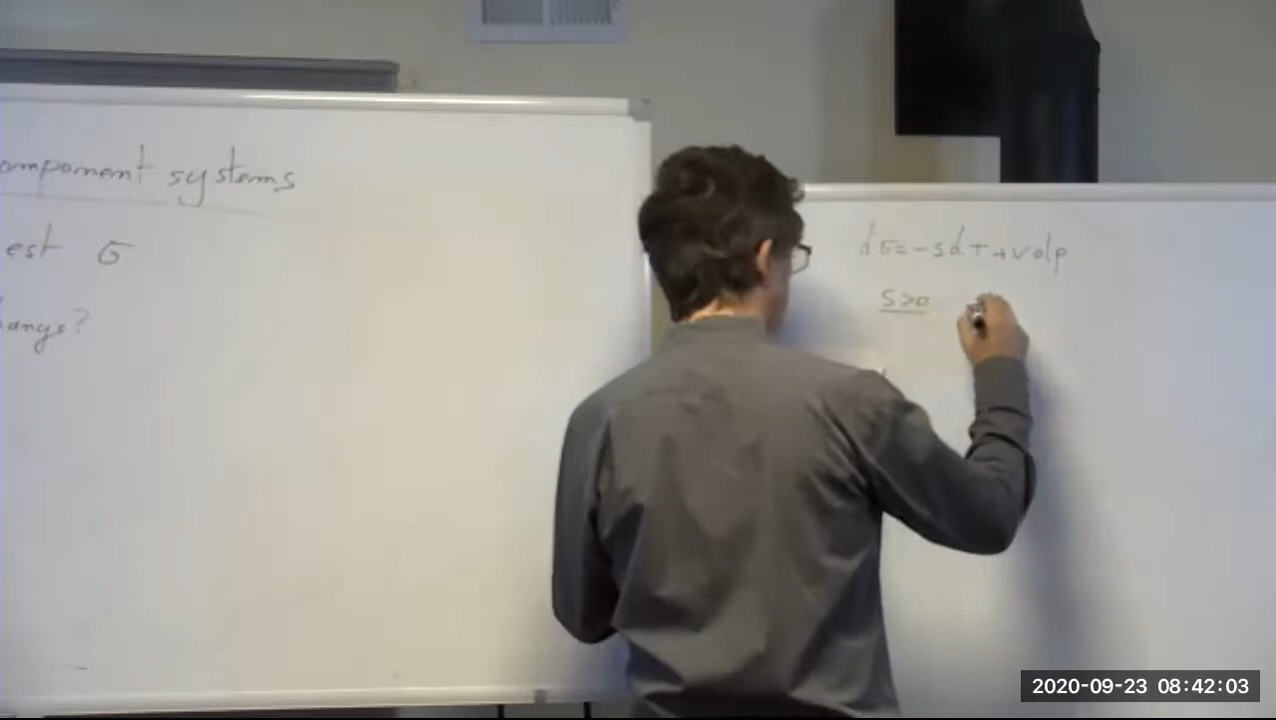 omponent systems
est G
hange?
dG=-sdT+vdp
S>0
2020-09-23 08:42:03